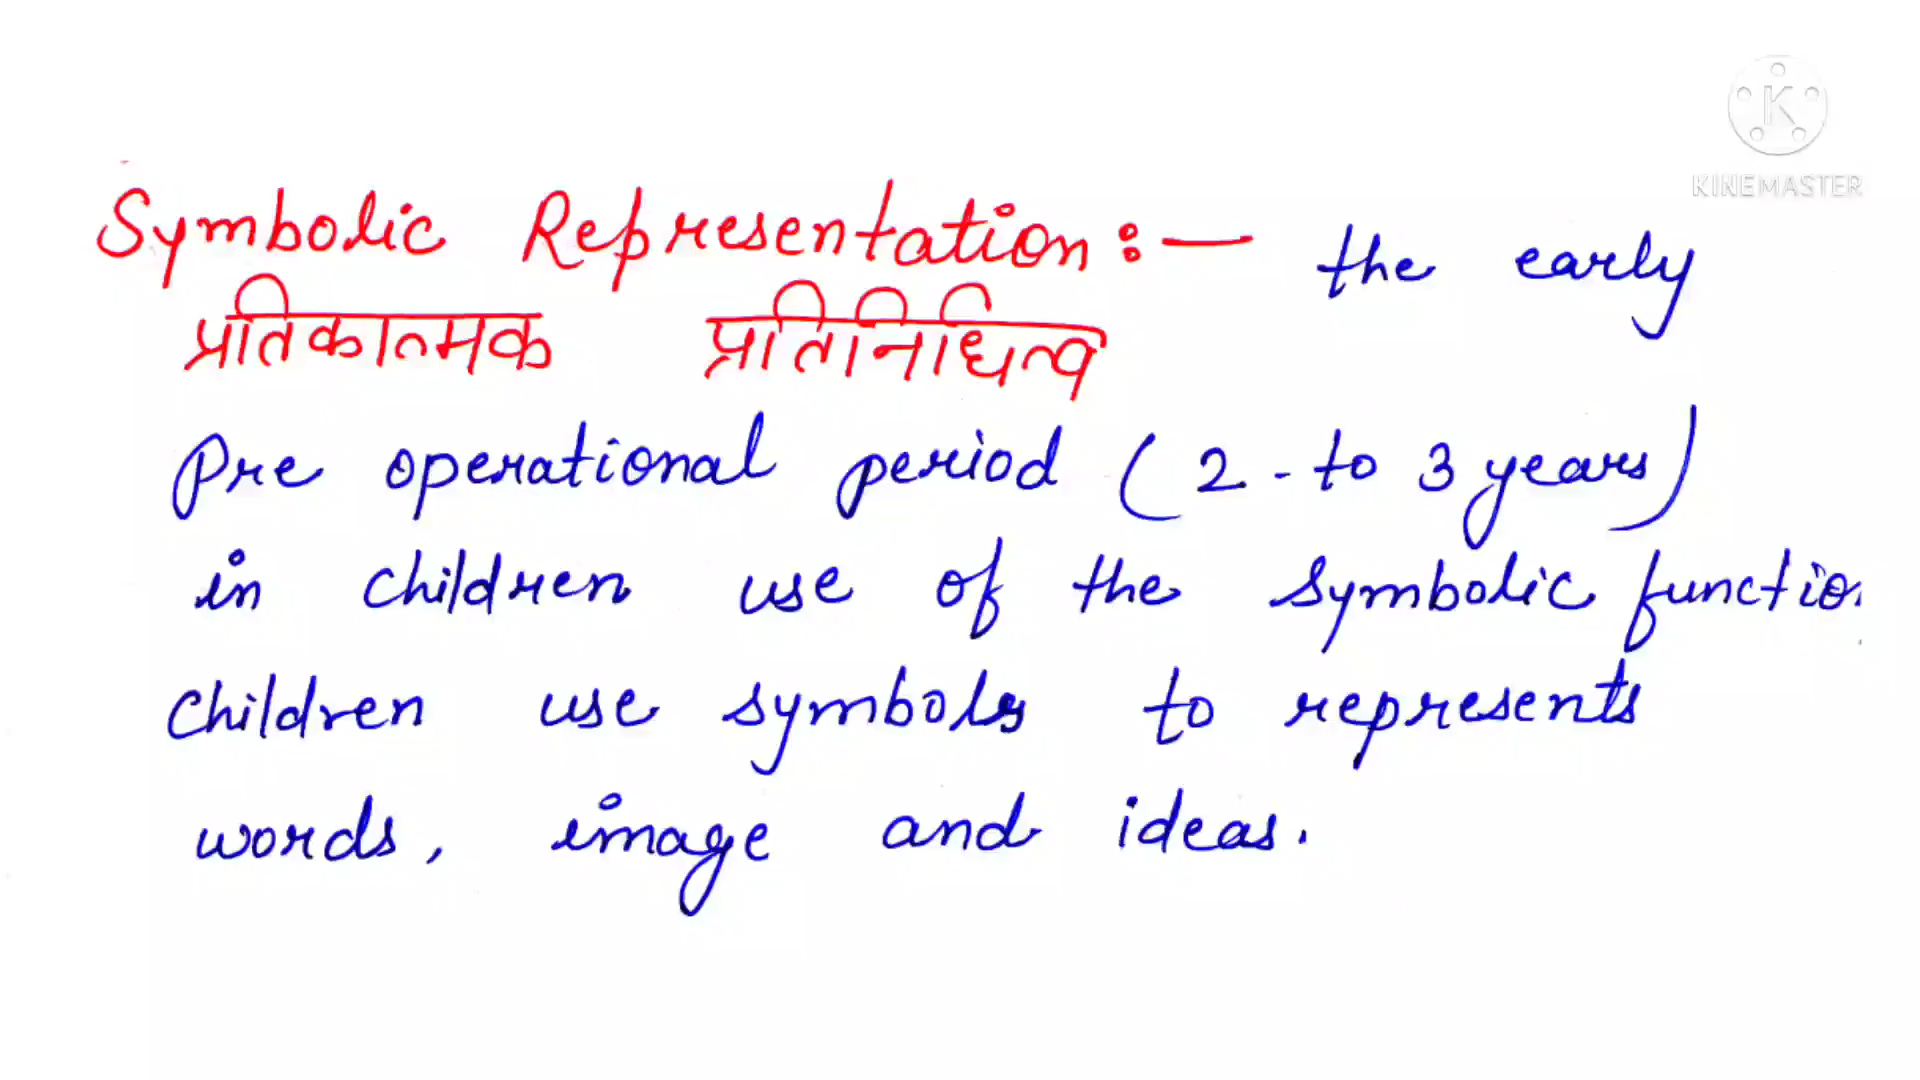 KINEMASTER
Symbolic Representation:— the early
प्रतिकात्मक प्रतिनिधित्व
Pre operational period (2 - to 3 years)
in children use of the symbolic functio
children use symbols to represents
words, image and ideas.